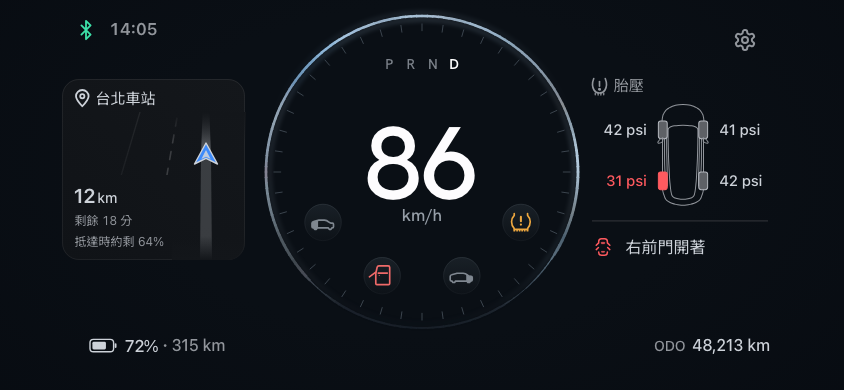 14:05
台北車站
12 km
剩餘 18 分
抵達時約剩 64%
P R N D
86
km/h
胎壓
42 psi
41 psi
31 psi
42 psi
右前門開著
72% · 315 km
ODO 48,213 km